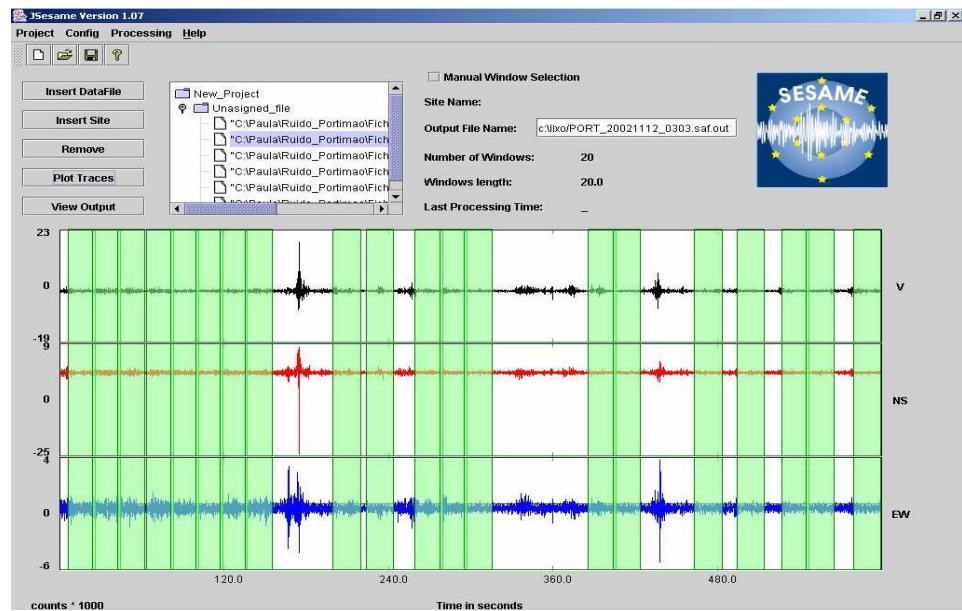 JSesame Version 1.07
Project Config Processing Help
Insert DataFile
Insert Site
Remove
Plot Traces
View Output
New_Project
Unasigned_file
"C:\Paula\Ruido_Portimao\Fich
"C:\Paula\Ruido_Portimao\Fich
"C:\Paula\Ruido_Portimao\Fich
"C:\Paula\Ruido_Portimao\Fich
"C:\Paula\Ruido_Portimao\Fich
Manual Window Selection
Site Name:
Output File Name: c:\lixo/PORT_20021112_0303.saf.out
Number of Windows: 20
Windows length: 20.0
Last Processing Time: _
SESAME
23
0
-19
V
9
0
-25
NS
4
0
-6
EW
120.0 240.0 360.0 480.0
counts * 1000 Time in seconds